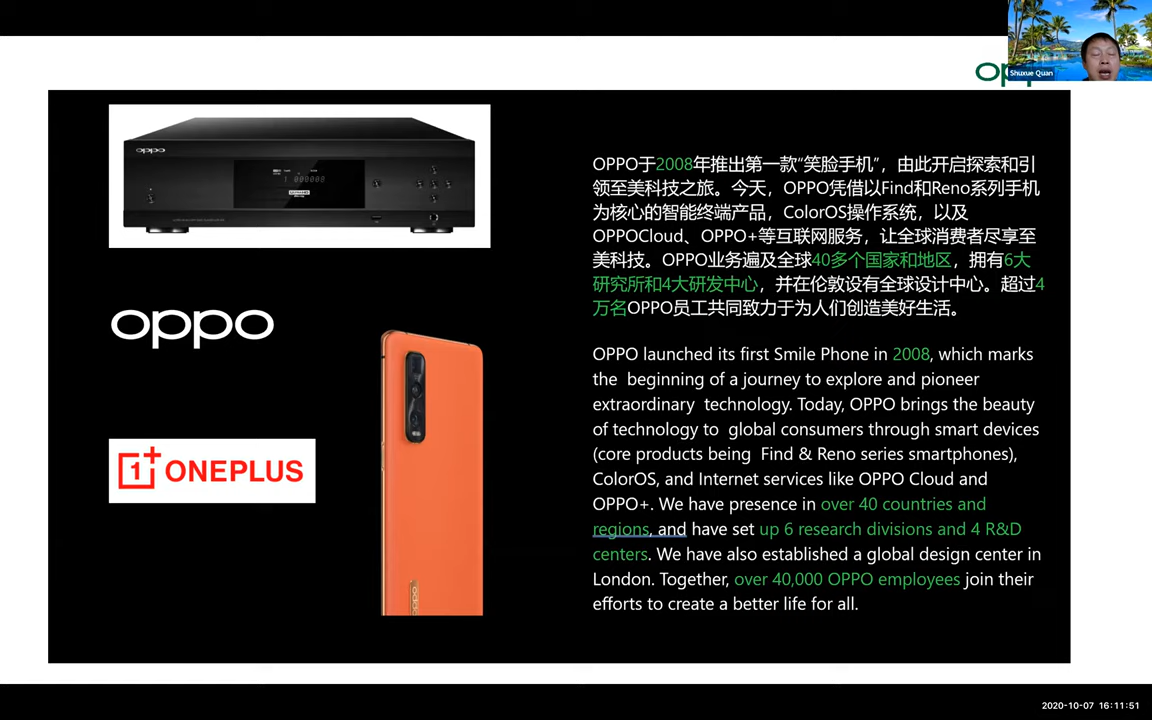 Shuxue Quan
oppo
OPPO于2008年推出第一款“笑脸手机”，由此开启探索和引
领至美科技之旅。今天，OPPO凭借以Find和Reno系列手机
为核心的智能终端产品，ColorOS操作系统，以及
OPPOCloud、OPPO+等互联网服务，让全球消费者尽享至
美科技。OPPO业务遍及全球40多个国家和地区，拥有6大
研究所和4大研发中心，并在伦敦设有全球设计中心。超过4
万名OPPO员工共同致力于为人们创造美好生活。
oppo
1+ ONEPLUS
oppo
OPPO launched its first Smile Phone in 2008, which marks
the beginning of a journey to explore and pioneer
extraordinary technology. Today, OPPO brings the beauty
of technology to global consumers through smart devices
(core products being Find & Reno series smartphones),
ColorOS, and Internet services like OPPO Cloud and
OPPO+. We have presence in over 40 countries and
regions, and have set up 6 research divisions and 4 R&D
centers. We have also established a global design center in
London. Together, over 40,000 OPPO employees join their
efforts to create a better life for all.
2020-10-07 16:11:51